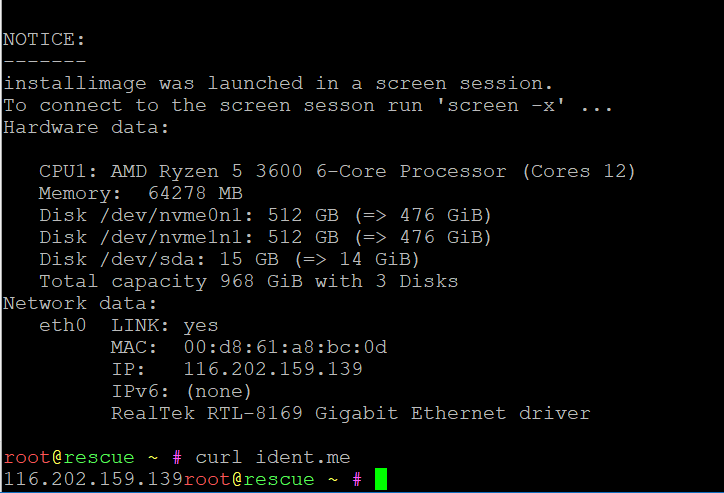 NOTICE:
-------
installimage was launched in a screen session.
To connect to the screen sesson run 'screen -x' ...
Hardware data:
CPU1: AMD Ryzen 5 3600 6-Core Processor (Cores 12)
Memory:  64278 MB
Disk /dev/nvme0n1: 512 GB (=> 476 GiB)
Disk /dev/nvme1n1: 512 GB (=> 476 GiB)
Disk /dev/sda: 15 GB (=> 14 GiB)
Total capacity 968 GiB with 3 Disks
Network data:
eth0  LINK: yes
MAC:  00:d8:61:a8:bc:0d
IP:   116.202.159.139
IPv6: (none)
RealTek RTL-8169 Gigabit Ethernet driver
root@rescue ~ # curl ident.me
116.202.159.139root@rescue ~ #